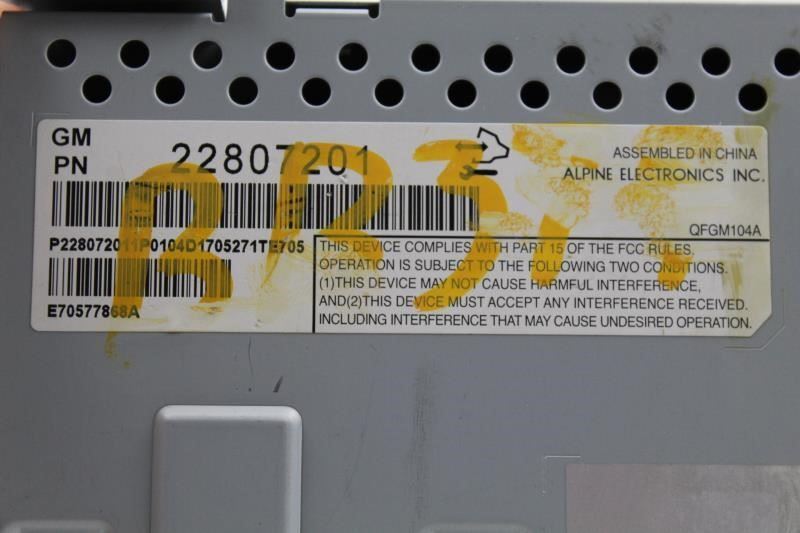 GM
PN 22807201
ASSEMBLED IN CHINA
ALPINE ELECTRONICS INC.
QFGM104A
P228072011P0104D1705271TE705
E70577868A
THIS DEVICE COMPLIES WITH PART 15 OF THE FCC RULES.
OPERATION IS SUBJECT TO THE FOLLOWING TWO CONDITIONS.
(1)THIS DEVICE MAY NOT CAUSE HARMFUL INTERFERENCE,
AND(2)THIS DEVICE MUST ACCEPT ANY INTERFERENCE RECEIVED.
INCLUDING INTERFERENCE THAT MAY CAUSE UNDESIRED OPERATION.